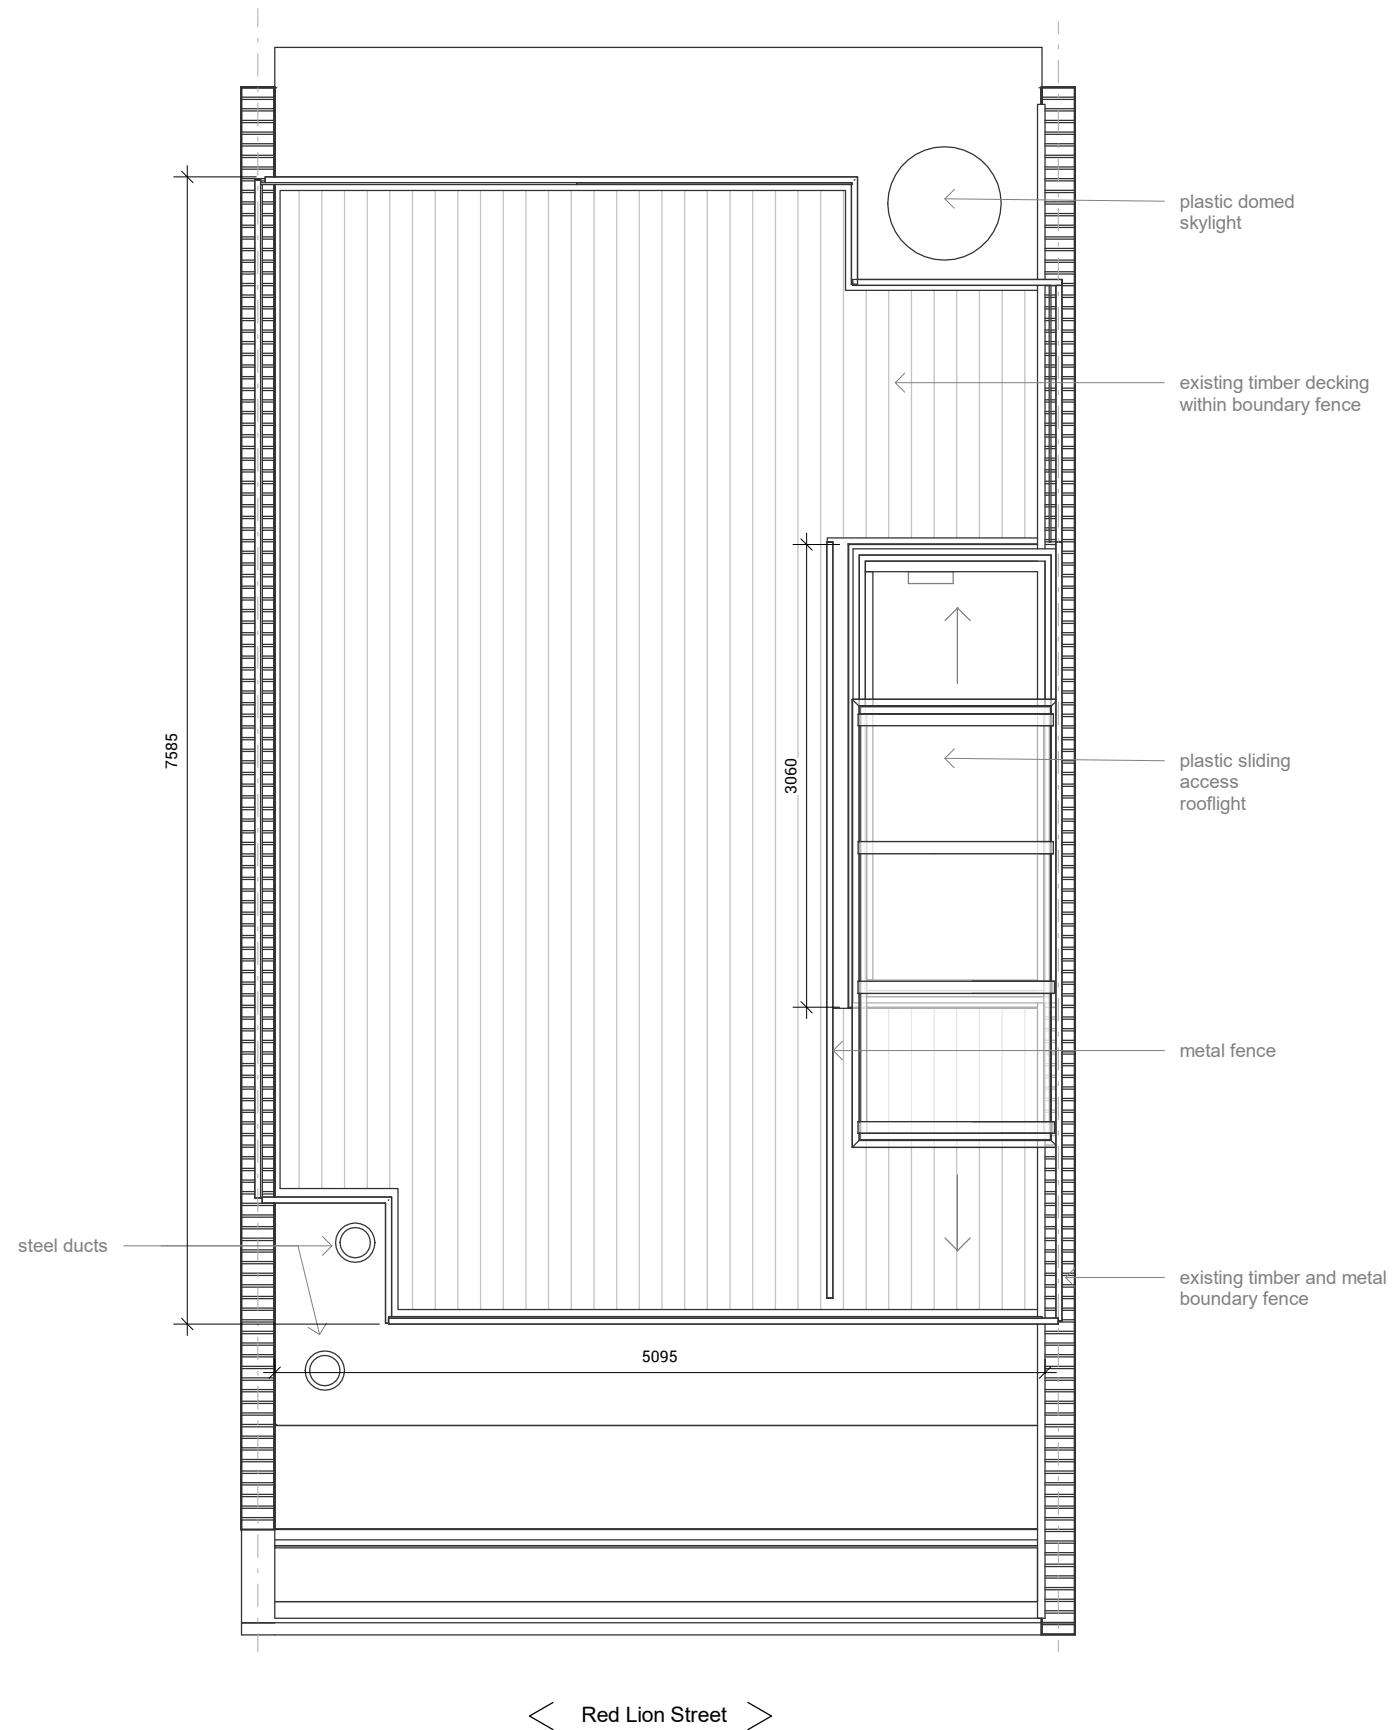 plastic domed
skylight
existing timber decking
within boundary fence
7585
3060
plastic sliding
access
rooflight
metal fence
steel ducts
existing timber and metal
boundary fence
5095
Red Lion Street